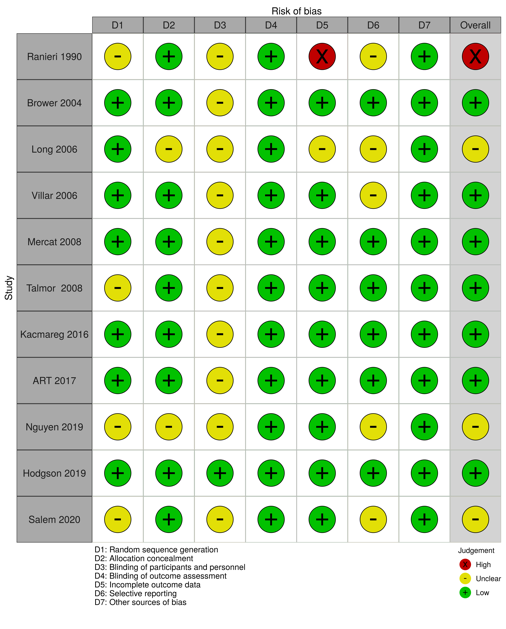 Risk of bias
D1 D2 D3 D4 D5 D6 D7 Overall
Study
Ranieri 1990 - + - + X - + X
Brower 2004 + + - + + + + +
Long 2006 + - - + - - + -
Villar 2006 + + - + + - + +
Mercat 2008 + + - + + + + +
Talmor 2008 - + - + + + + +
Kacmareg 2016 + + - + + + + +
ART 2017 + + - + + + + +
Nguyen 2019 - - - + + - + -
Hodgson 2019 + + + + + + + +
Salem 2020 - + - + + - + -
D1: Random sequence generation
D2: Allocation concealment
D3: Blinding of participants and personnel
D4: Blinding of outcome assessment
D5: Incomplete outcome data
D6: Selective reporting
D7: Other sources of bias
Judgement
X High
- Unclear
+ Low